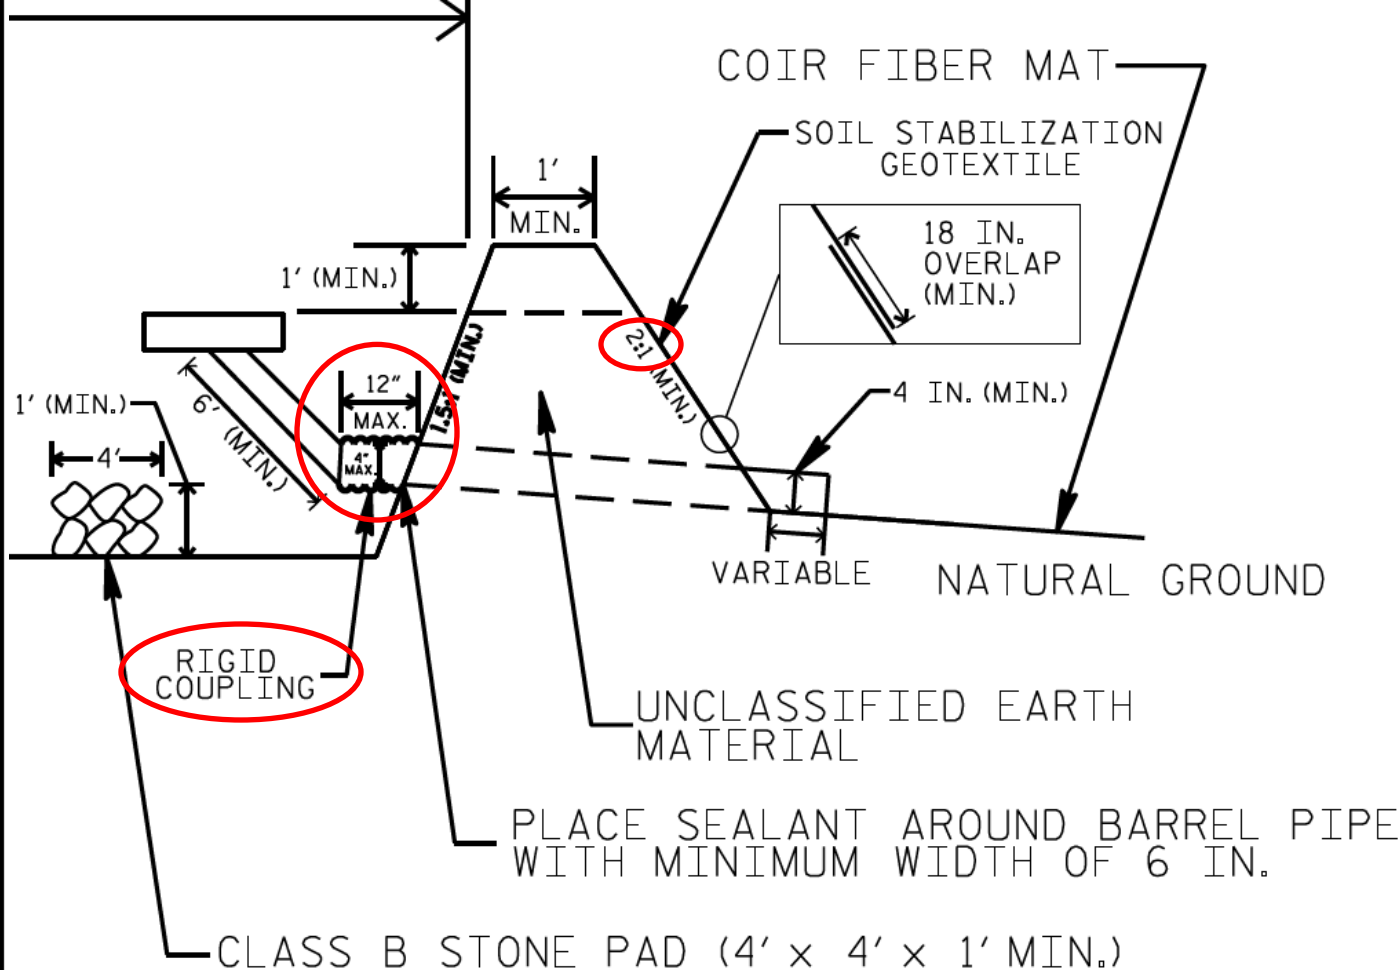 COIR FIBER MAT
SOIL STABILIZATION
GEOTEXTILE
1'
MIN.
18 IN.
OVERLAP
(MIN.)
1' (MIN.)
2:1 (MIN.)
1.5:1 (MIN.)
12"
MAX.
4 IN. (MIN.)
1' (MIN.)
6' (MIN.)
4'
4"
MAX.
VARIABLE
NATURAL GROUND
RIGID
COUPLING
UNCLASSIFIED EARTH
MATERIAL
PLACE SEALANT AROUND BARREL PIPE
WITH MINIMUM WIDTH OF 6 IN.
CLASS B STONE PAD (4' x 4' x 1' MIN.)